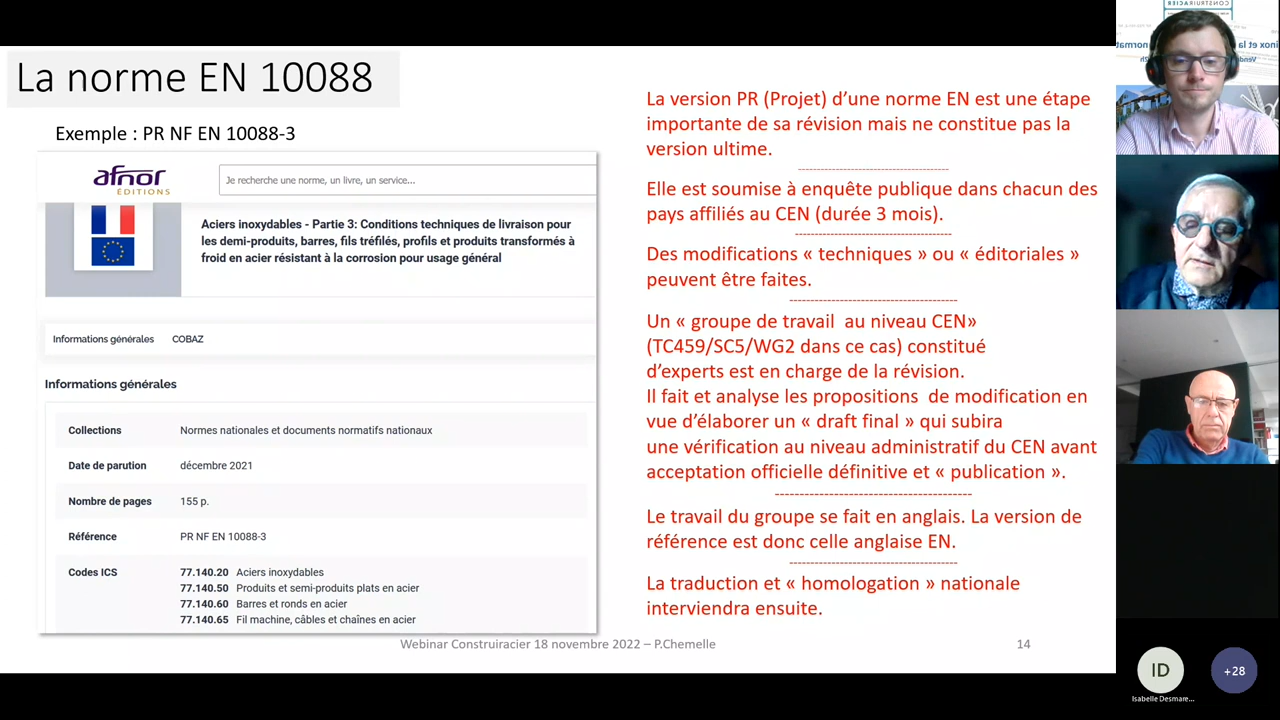 La norme EN 10088
Exemple : PR NF EN 10088-3
afnor
ÉDITIONS
Je recherche une norme, un livre, un service...
Aciers inoxydables - Partie 3: Conditions techniques de livraison pour
les demi-produits, barres, fils tréfilés, profils et produits transformés à
froid en acier résistant à la corrosion pour usage général
Informations générales COBAZ
Informations générales
Collections Normes nationales et documents normatifs nationaux
Date de parution décembre 2021
Nombre de pages 155 p.
Référence PR NF EN 10088-3
Codes ICS 77.140.20 Aciers inoxydables
77.140.50 Produits et semi-produits plats en acier
77.140.60 Barres et ronds en acier
77.140.65 Fil machine, câbles et chaînes en acier
La version PR (Projet) d’une norme EN est une étape
importante de sa révision mais ne constitue pas la
version ultime.
Elle est soumise à enquête publique dans chacun des
pays affiliés au CEN (durée 3 mois).
Des modifications « techniques » ou « éditoriales »
peuvent être faites.
Un « groupe de travail au niveau CEN»
(TC459/SC5/WG2 dans ce cas) constitué
d’experts est en charge de la révision.
Il fait et analyse les propositions de modification en
vue d’élaborer un « draft final » qui subira
une vérification au niveau administratif du CEN avant
acceptation officielle définitive et « publication ».
Le travail du groupe se fait en anglais. La version de
référence est donc celle anglaise EN.
La traduction et « homologation » nationale
interviendra ensuite.
Webinar Construiracier 18 novembre 2022 – P.Chemelle
14
CONSTRUIRACIER
inox et la
normat
Vend
ID
Isabelle Desmare...
+28